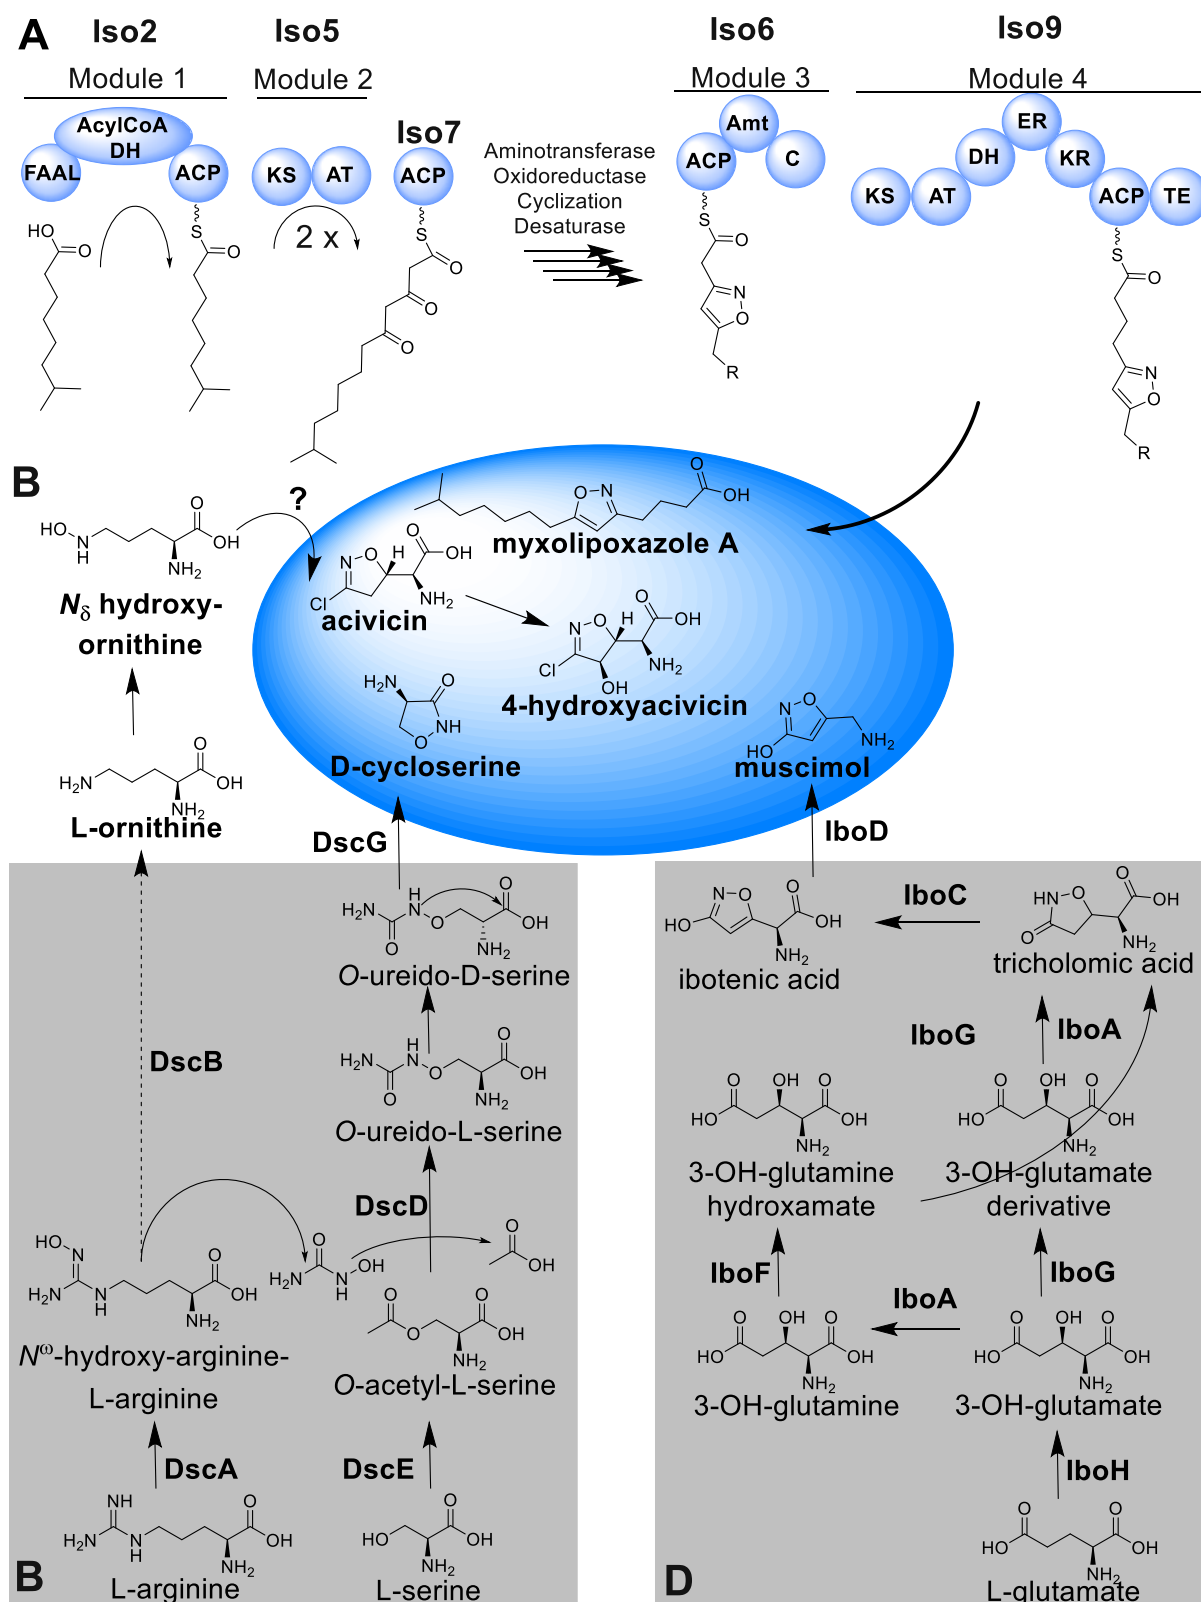 A
Iso2
Iso5
Iso6
Iso9
Module 1
Module 2
Module 3
Module 4
AcylCoA
DH
FAAL
ACP
KS
AT
Iso7
ACP
Aminotransferase
Oxidoreductase
Cyclization
Desaturase
ACP
Amt
C
KS
AT
DH
ER
KR
ACP
TE
2 x
HO
O
S
O
S
O
O
O
S
O
N
O
R
S
O
N
O
R
B
?
HO
N
H
O
OH
NH2
Nδ hydroxy-
ornithine
O
N
O
OH
myxolipoxazole A
N
O
H
O
OH
Cl
NH2
acivicin
N
O
H
O
OH
Cl
NH2
OH
4-hydroxyacivicin
H2N
O
NH
O
D-cycloserine
N
O
HO
NH2
muscimol
H2N
O
OH
NH2
L-ornithine
DscG
IboD
H2N
O
H
N
O
O
OH
NH2
O-ureido-D-serine
DscB
H2N
O
H
N
O
O
OH
NH2
O-ureido-L-serine
DscD
HO
N
H2N
N
H
O
OH
NH2
Nω-hydroxy-arginine-
L-arginine
H2N
O
N
H
OH
O
OH
O
O
O
OH
NH2
O-acetyl-L-serine
DscA
DscE
NH
H2N
N
H
O
OH
NH2
L-arginine
HO
O
OH
NH2
L-serine
B
N
O
HO
O
OH
NH2
ibotenic acid
IboC
HN
O
O
O
OH
NH2
tricholomic acid
IboG
IboA
O
HO
OH
O
OH
NH2
3-OH-glutamine
hydroxamate
O
HO
OH
O
OH
NH2
3-OH-glutamate
derivative
IboF
IboG
IboA
O
HO
OH
O
OH
NH2
3-OH-glutamine
O
HO
OH
O
OH
NH2
3-OH-glutamate
IboH
O
HO
O
OH
NH2
L-glutamate
D